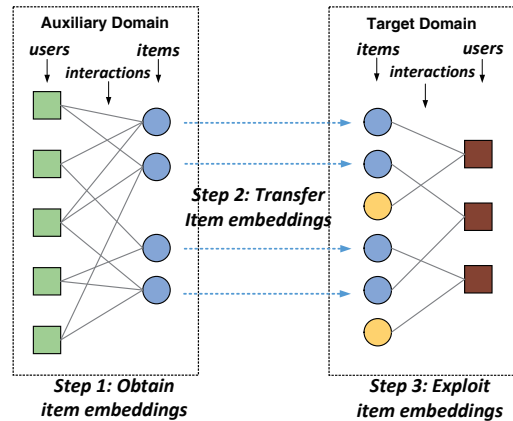 Auxiliary Domain
users
items
interactions
Target Domain
items
users
interactions
Step 2: Transfer
Item embeddings
Step 1: Obtain
item embeddings
Step 3: Exploit
item embeddings